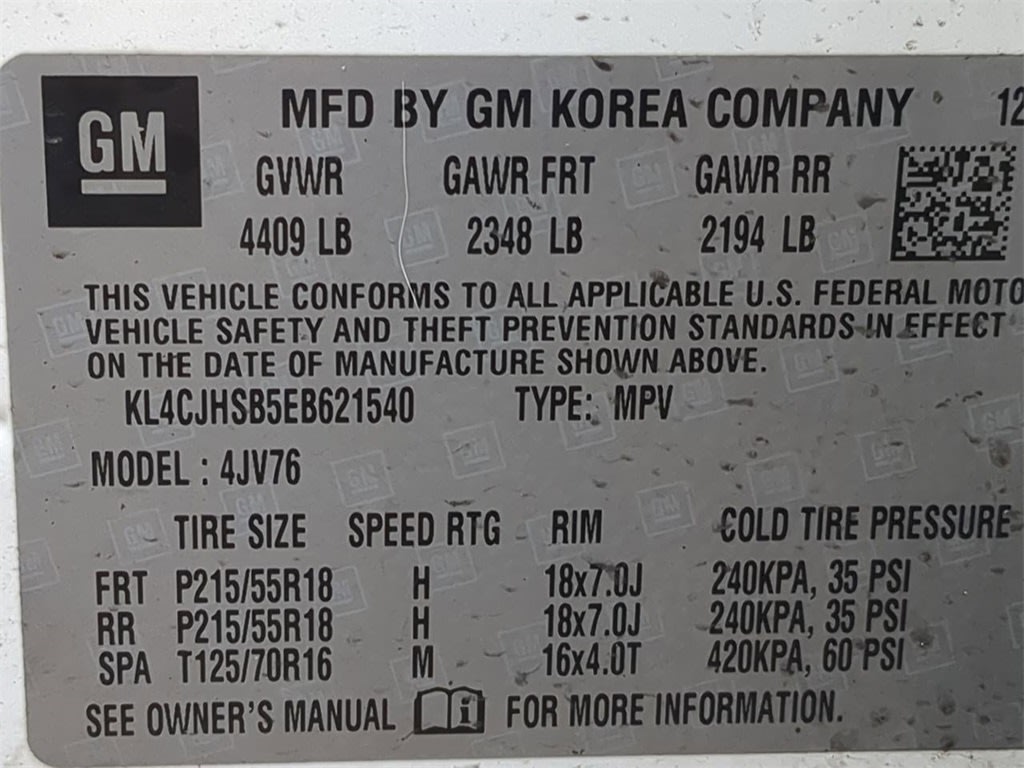 GM MFD BY GM KOREA COMPANY 12
GVWR GAWR FRT GAWR RR
4409 LB 2348 LB 2194 LB
THIS VEHICLE CONFORMS TO ALL APPLICABLE U.S. FEDERAL MOTO
VEHICLE SAFETY AND THEFT PREVENTION STANDARDS IN EFFECT
ON THE DATE OF MANUFACTURE SHOWN ABOVE.
KL4CJHSB5EB621540 TYPE: MPV
MODEL : 4JV76
TIRE SIZE SPEED RTG RIM COLD TIRE PRESSURE
FRT P215/55R18 H 18x7.0J 240KPA, 35 PSI
RR P215/55R18 H 18x7.0J 240KPA, 35 PSI
SPA T125/70R16 M 16x4.0T 420KPA, 60 PSI
SEE OWNER'S MANUAL i FOR MORE INFORMATION.